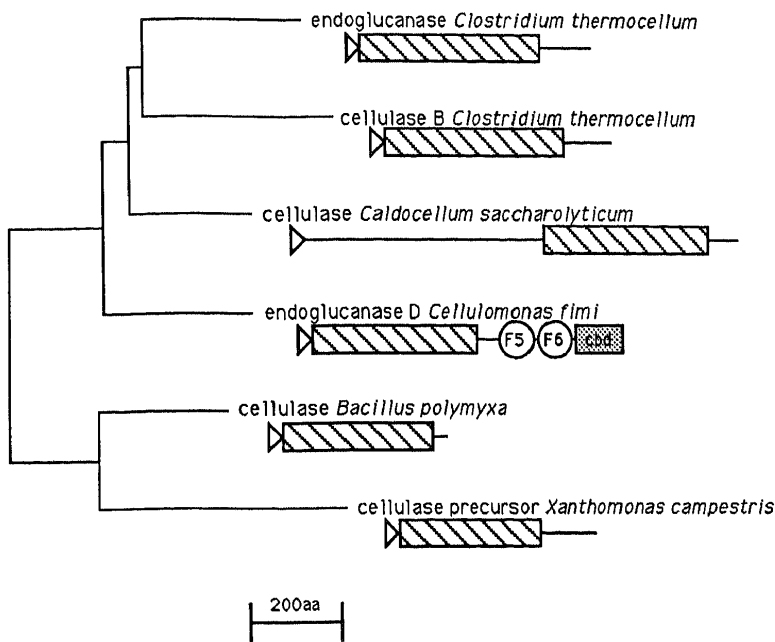 endoglucanase Clostridium thermocellum
cellulase B Clostridium thermocellum
cellulase Caldocellum saccharolyticum
endoglucanase D Cellulomonas fimi
F5 F6 cbd
cellulase Bacillus polymyxa
cellulase precursor Xanthomonas campestris
200aa